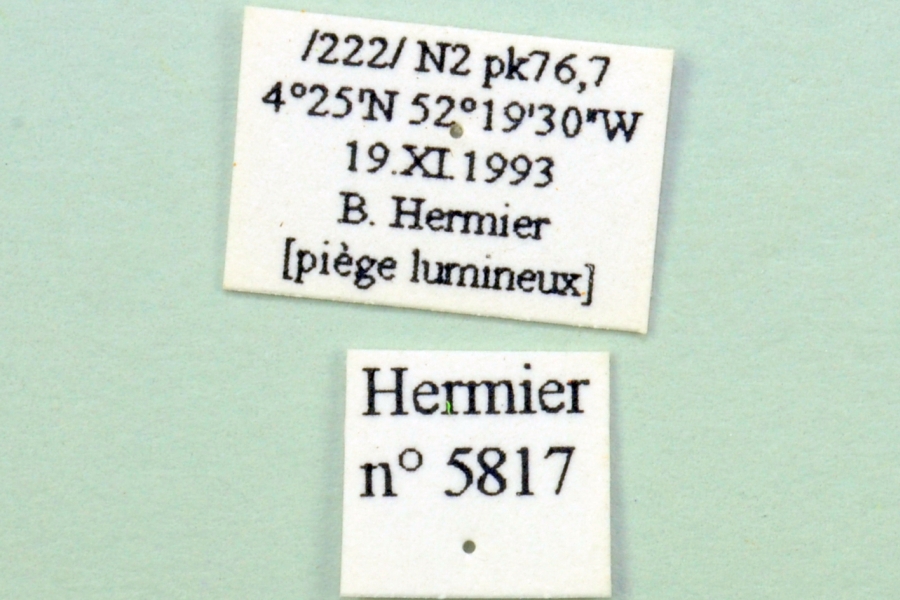 /222/ N2 pk76,7
4°25'N 52°19'30"W
19.XI.1993
B. Hermier
[piège lumineux]
Hermier
n° 5817